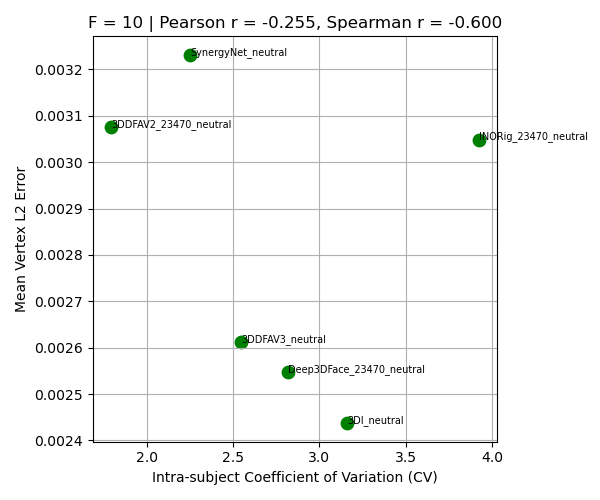 F = 10 | Pearson r = -0.255, Spearman r = -0.600
SynergyNet_neutral
3DDFAV2_23470_neutral
INORig_23470_neutral
3DDFAV3_neutral
Deep3DFace_23470_neutral
3DI_neutral
0.0032
0.0031
0.0030
0.0029
0.0028
0.0027
0.0026
0.0025
0.0024
Mean Vertex L2 Error
2.0 2.5 3.0 3.5 4.0
Intra-subject Coefficient of Variation (CV)